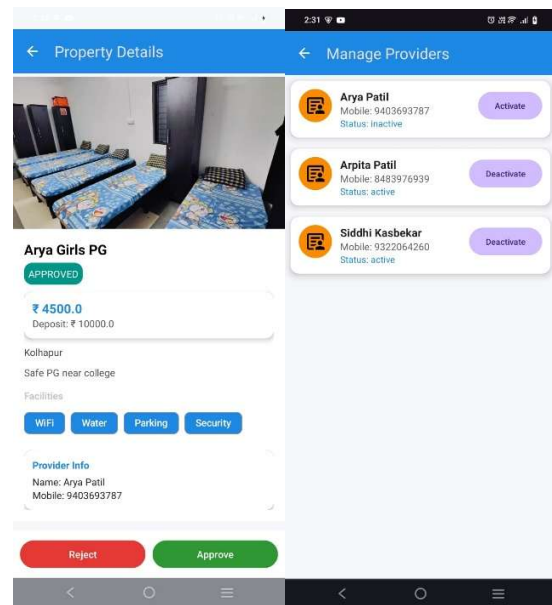 Property Details
Arya Girls PG
APPROVED
₹ 4500.0
Deposit: ₹ 10000.0
Kolhapur
Safe PG near college
Facilities
WiFi Water Parking Security
Provider Info
Name: Arya Patil
Mobile: 9403693787
Reject Approve
2:31
Manage Providers
Arya Patil
Mobile: 9403693787
Status: inactive
Activate
Arpita Patil
Mobile: 8483976939
Status: active
Deactivate
Siddhi Kasbekar
Mobile: 9322064260
Status: active
Deactivate